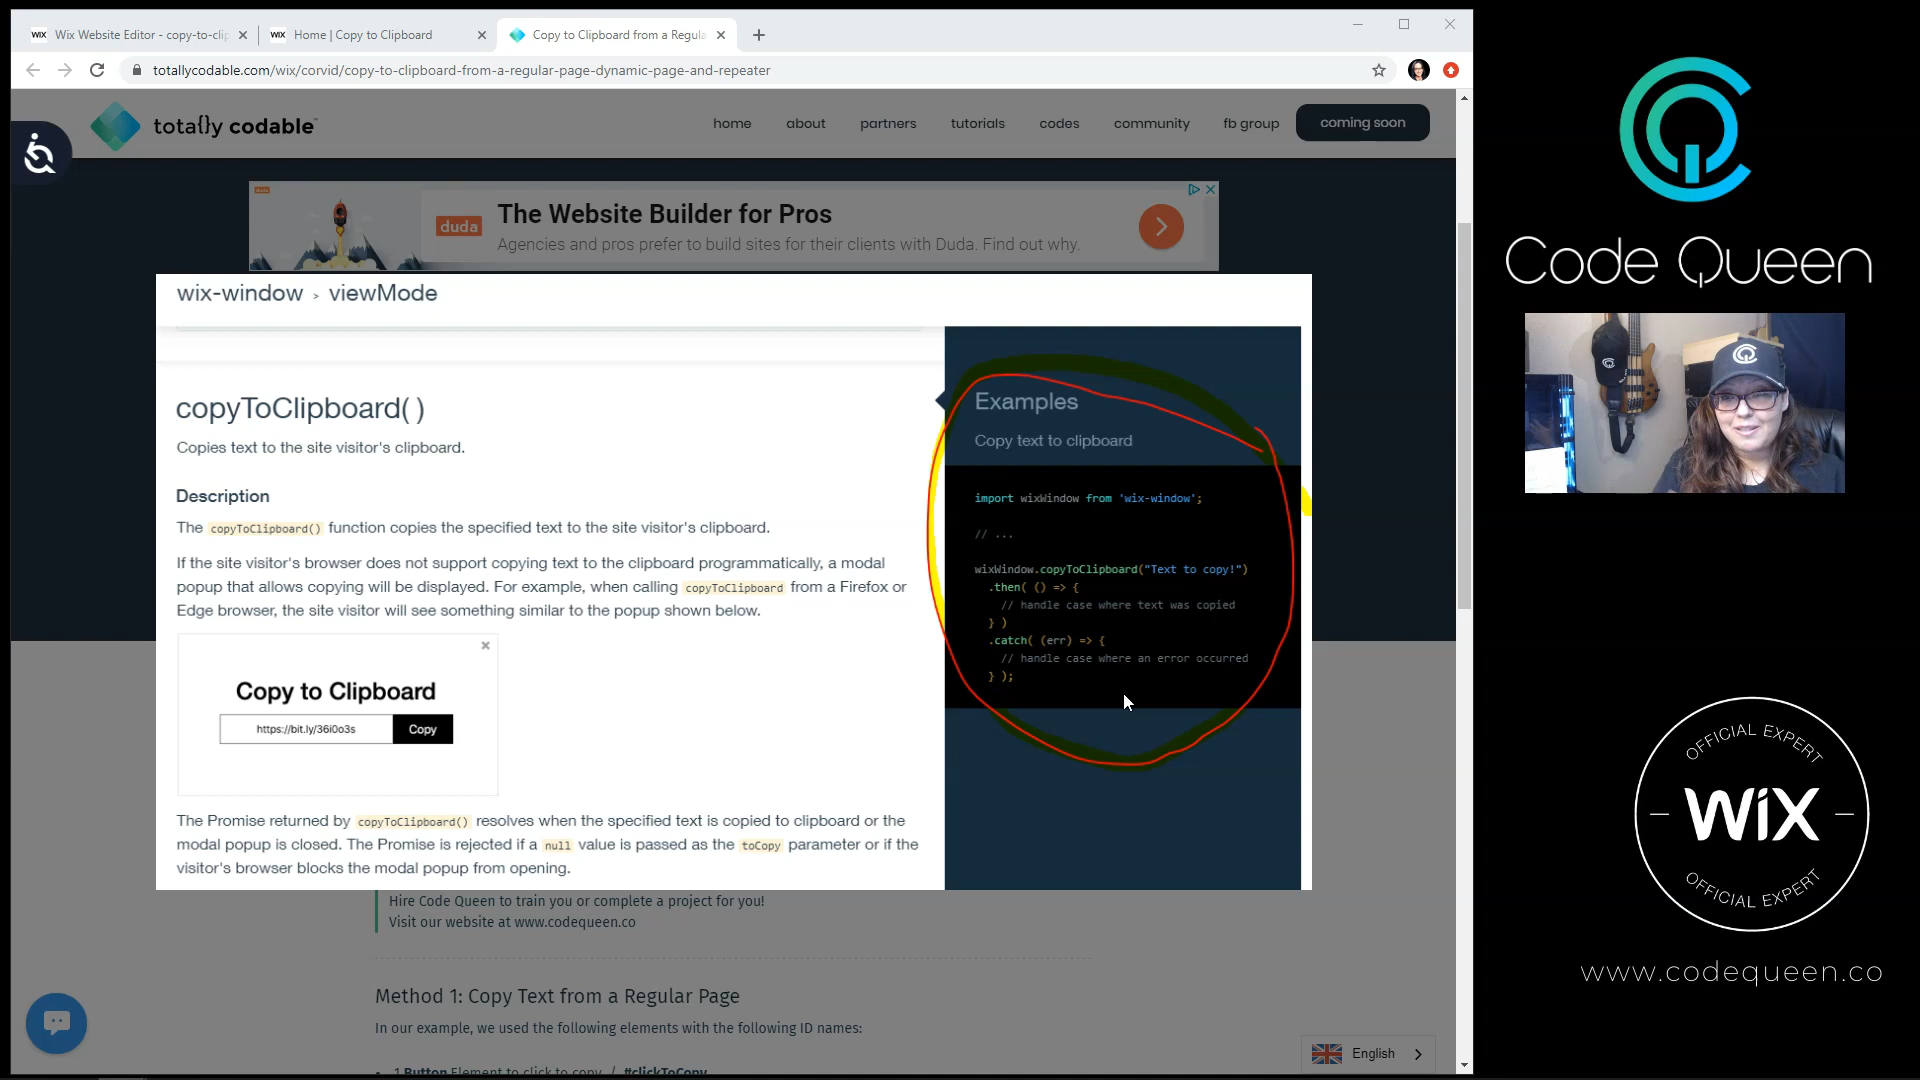 WiX Wix Website Editor - copy-to-clip
WiX Home | Copy to Clipboard
Copy to Clipboard from a Regula
totallycodable.com/wix/corvid/copy-to-clipboard-from-a-regular-page-dynamic-page-and-repeater
tota{}y codable
home about partners tutorials codes community fb group coming soon
duda
The Website Builder for Pros
Agencies and pros prefer to build sites for their clients with Duda. Find out why.
wix-window > viewMode
copyToClipboard( )
Copies text to the site visitor's clipboard.
Description
The copyToClipboard() function copies the specified text to the site visitor's clipboard.
If the site visitor's browser does not support copying text to the clipboard programmatically, a modal
popup that allows copying will be displayed. For example, when calling copyToClipboard from a Firefox or
Edge browser, the site visitor will see something similar to the popup shown below.
Copy to Clipboard
https://bit.ly/36i0o3s Copy
The Promise returned by copyToClipboard() resolves when the specified text is copied to clipboard or the
modal popup is closed. The Promise is rejected if a null value is passed as the toCopy parameter or if the
visitor's browser blocks the modal popup from opening.
Examples
Copy text to clipboard
import wixWindow from 'wix-window';
// ...
wixWindow.copyToClipboard("Text to copy!")
.then( () => {
// handle case where text was copied
} )
.catch( (err) => {
// handle case where an error occurred
} );
Hire Code Queen to train you or complete a project for you!
Visit our website at www.codequeen.co
Method 1: Copy Text from a Regular Page
In our example, we used the following elements with the following ID names:
1 Button Element to click to copy / #clickToCopy
English
Code Queen
OFFICIAL EXPERT
WiX
OFFICIAL EXPERT
www.codequeen.co